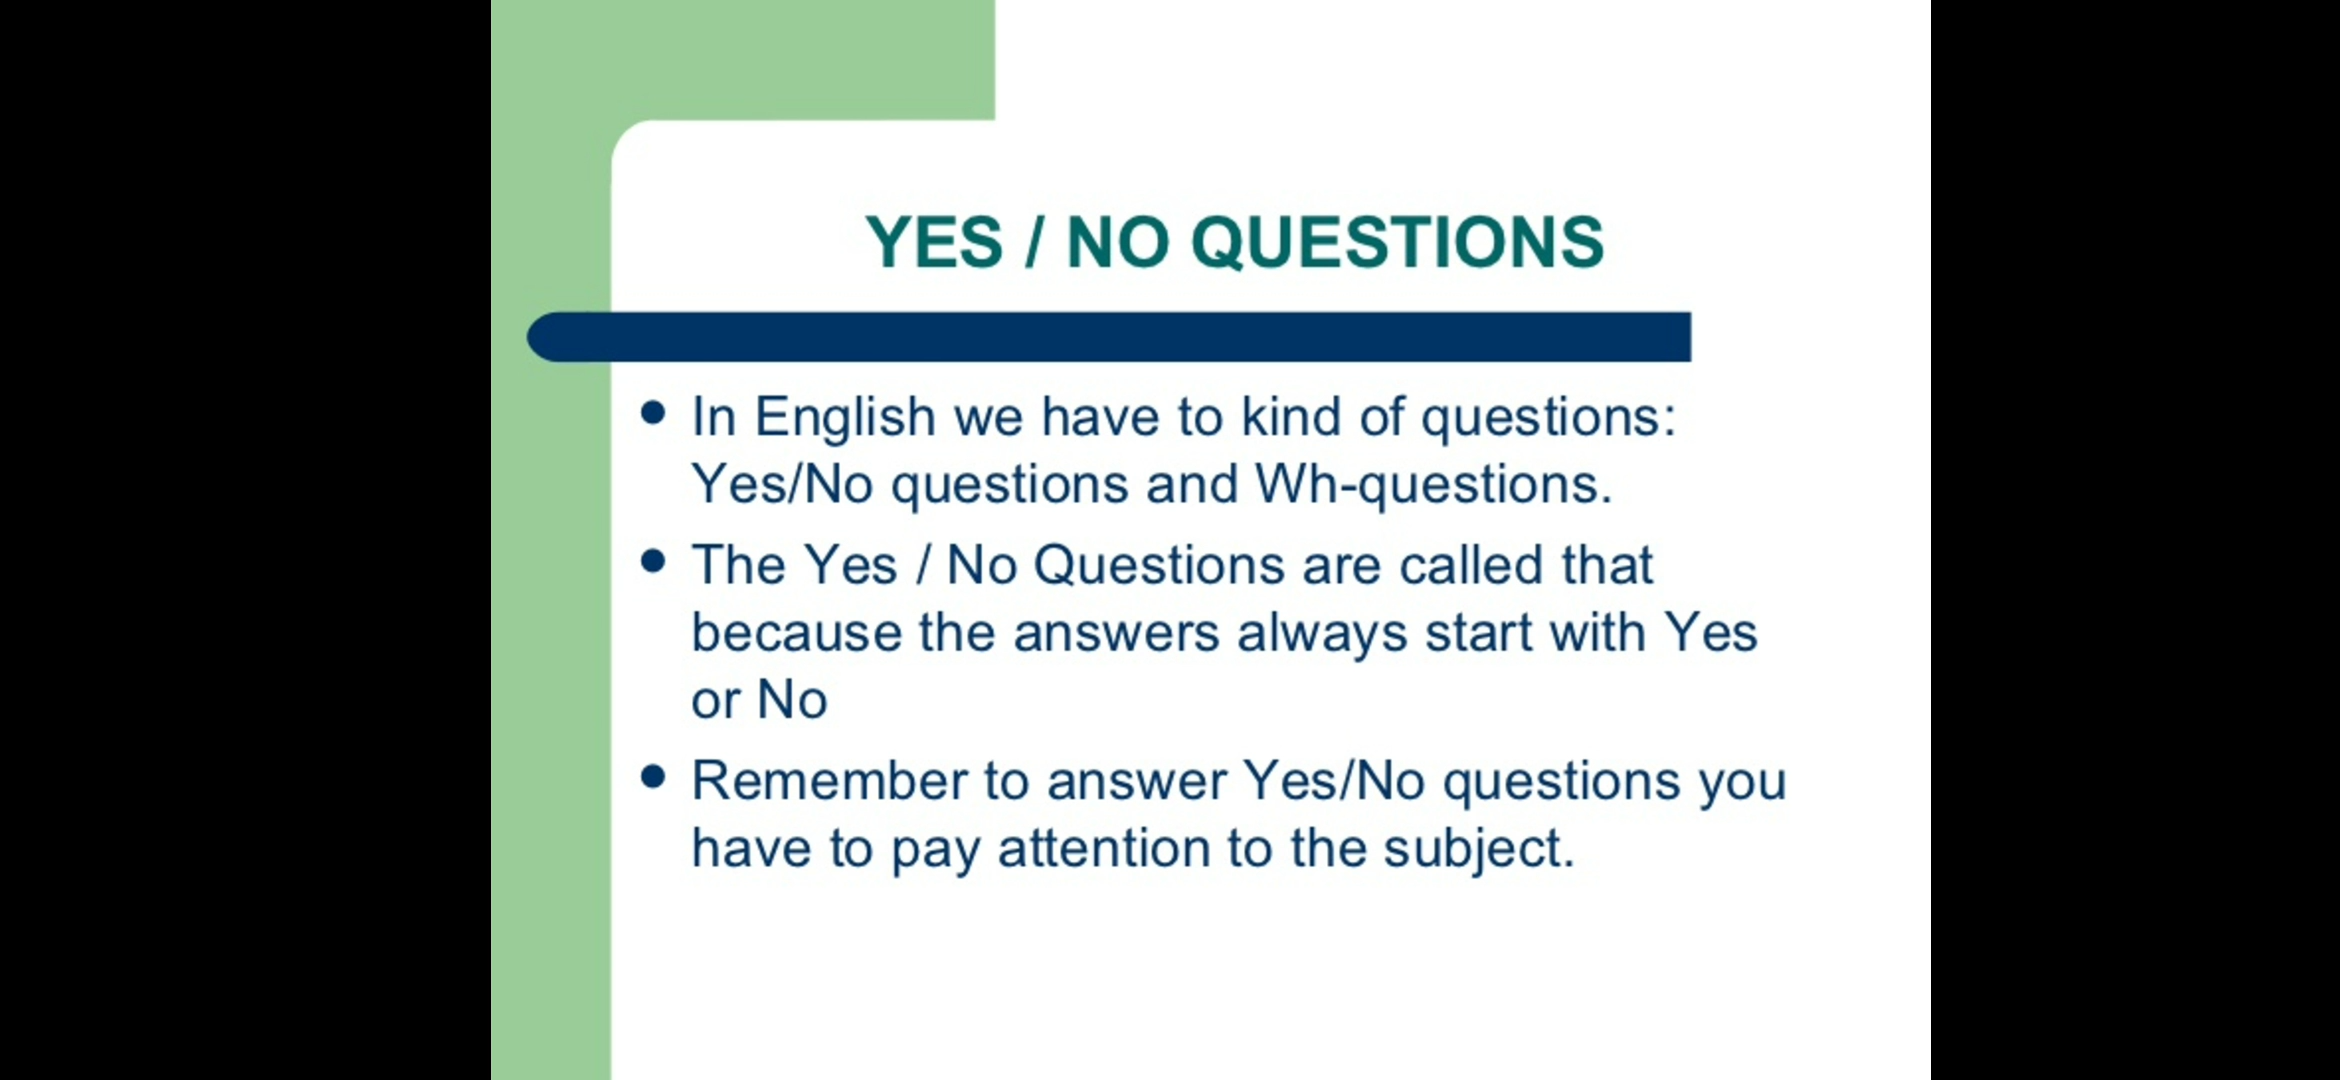 YES / NO QUESTIONS
In English we have to kind of questions:
Yes/No questions and Wh-questions.
The Yes / No Questions are called that
because the answers always start with Yes
or No
Remember to answer Yes/No questions you
have to pay attention to the subject.